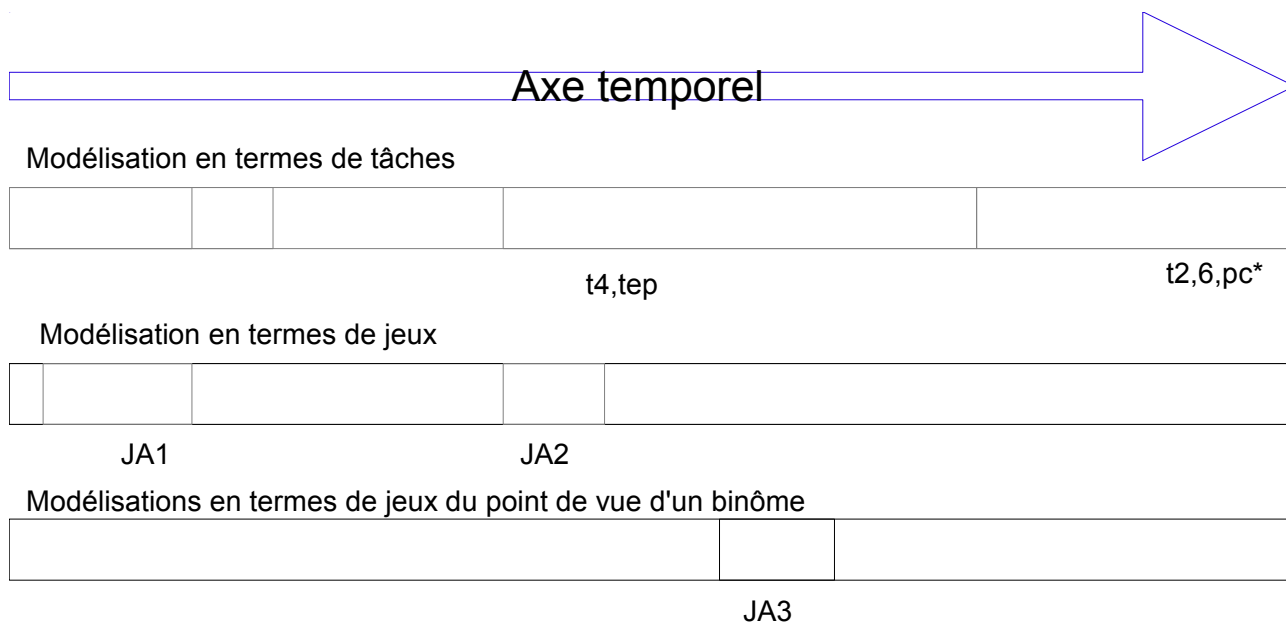 Axe temporel
Modélisation en termes de tâches
t4,tep
t2,6,pc*
Modélisation en termes de jeux
JA1
JA2
Modélisations en termes de jeux du point de vue d'un binôme
JA3